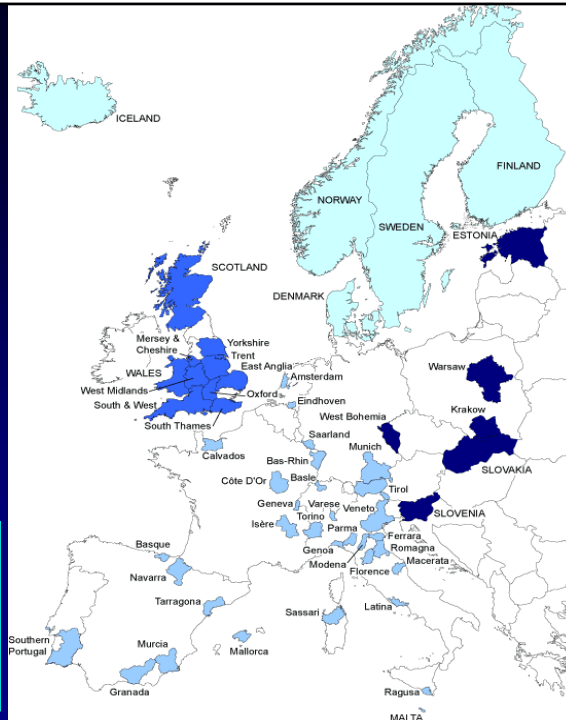 ICELAND
FINLAND
NORWAY
SWEDEN
ESTONIA
SCOTLAND
DENMARK
Mersey &
Cheshire
Yorkshire
Trent
WALES
East Anglia
Amsterdam
West Midlands
Oxford
Eindhoven
South & West
South Thames
Warsaw
Krakow
West Bohemia
SLOVAKIA
Calvados
Saarland
Munich
Bas-Rhin
Côte D'Or
Basle
Tirol
Geneva
Varese
Veneto
SLOVENIA
Isère
Torino
Parma
Genoa
Modena
Ferrara
Romagna
Florence
Macerata
Basque
Navarra
Tarragona
Sassari
Latina
Southern
Portugal
Murcia
Mallorca
Granada
Ragusa
MALTA